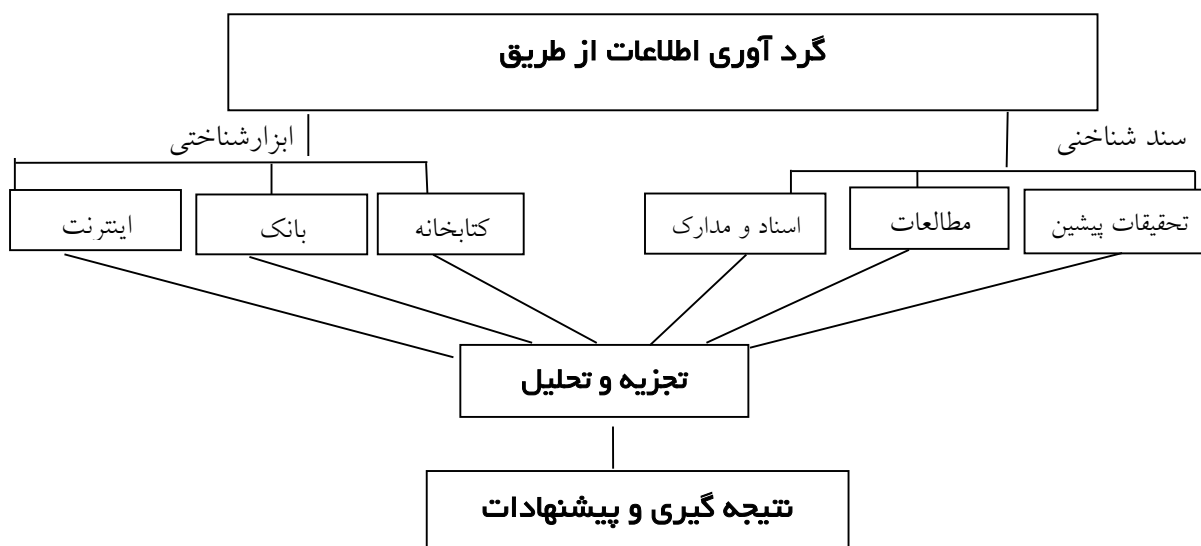 گرد آوری اطلاعات از طریق
سند شناخنی
ابزارشناختی
تحقیقات پیشین
مطالعات
اسناد و مدارک
کتابخانه
بانک
اینترنت
تجزیه و تحلیل
نتیجه گیری و پیشنهادات